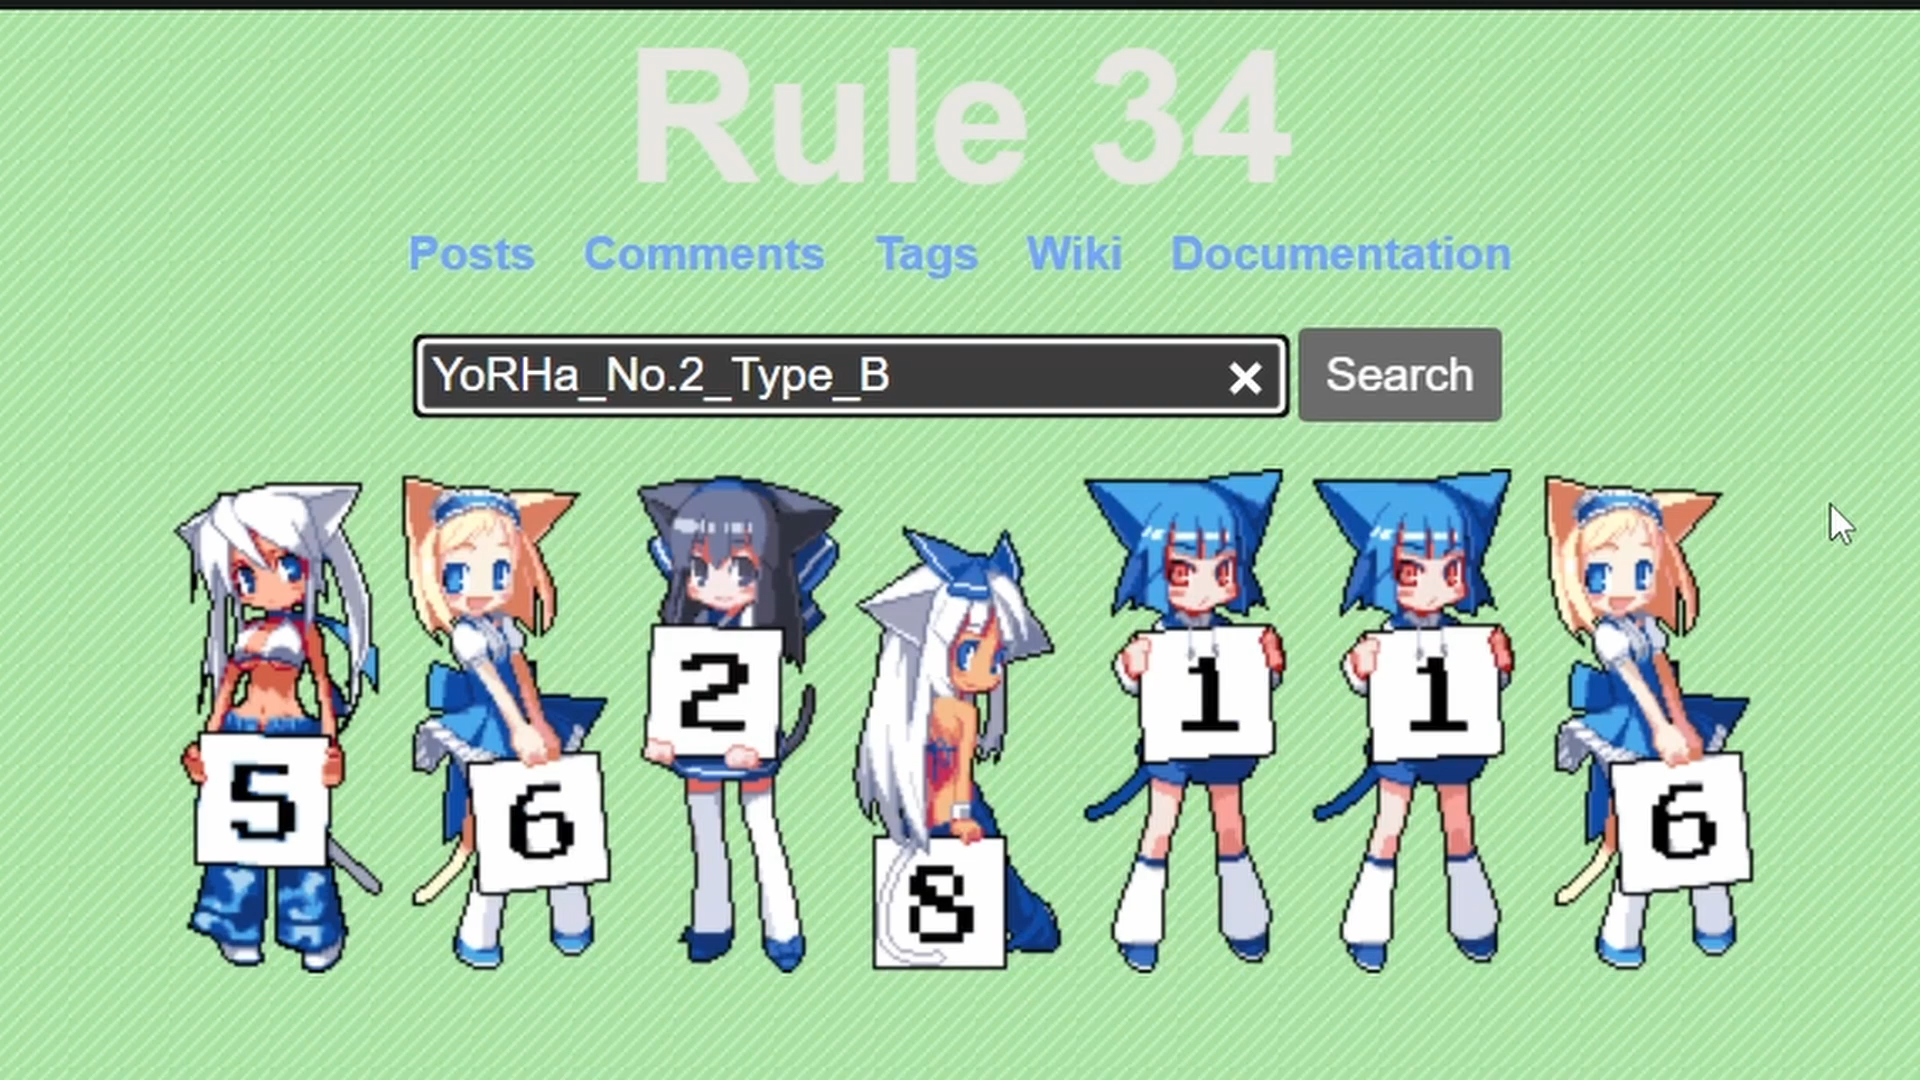 Rule 34
Posts Comments Tags Wiki Documentation
YoRHa_No.2_Type_B × Search
5 6 2 8 1 1 6